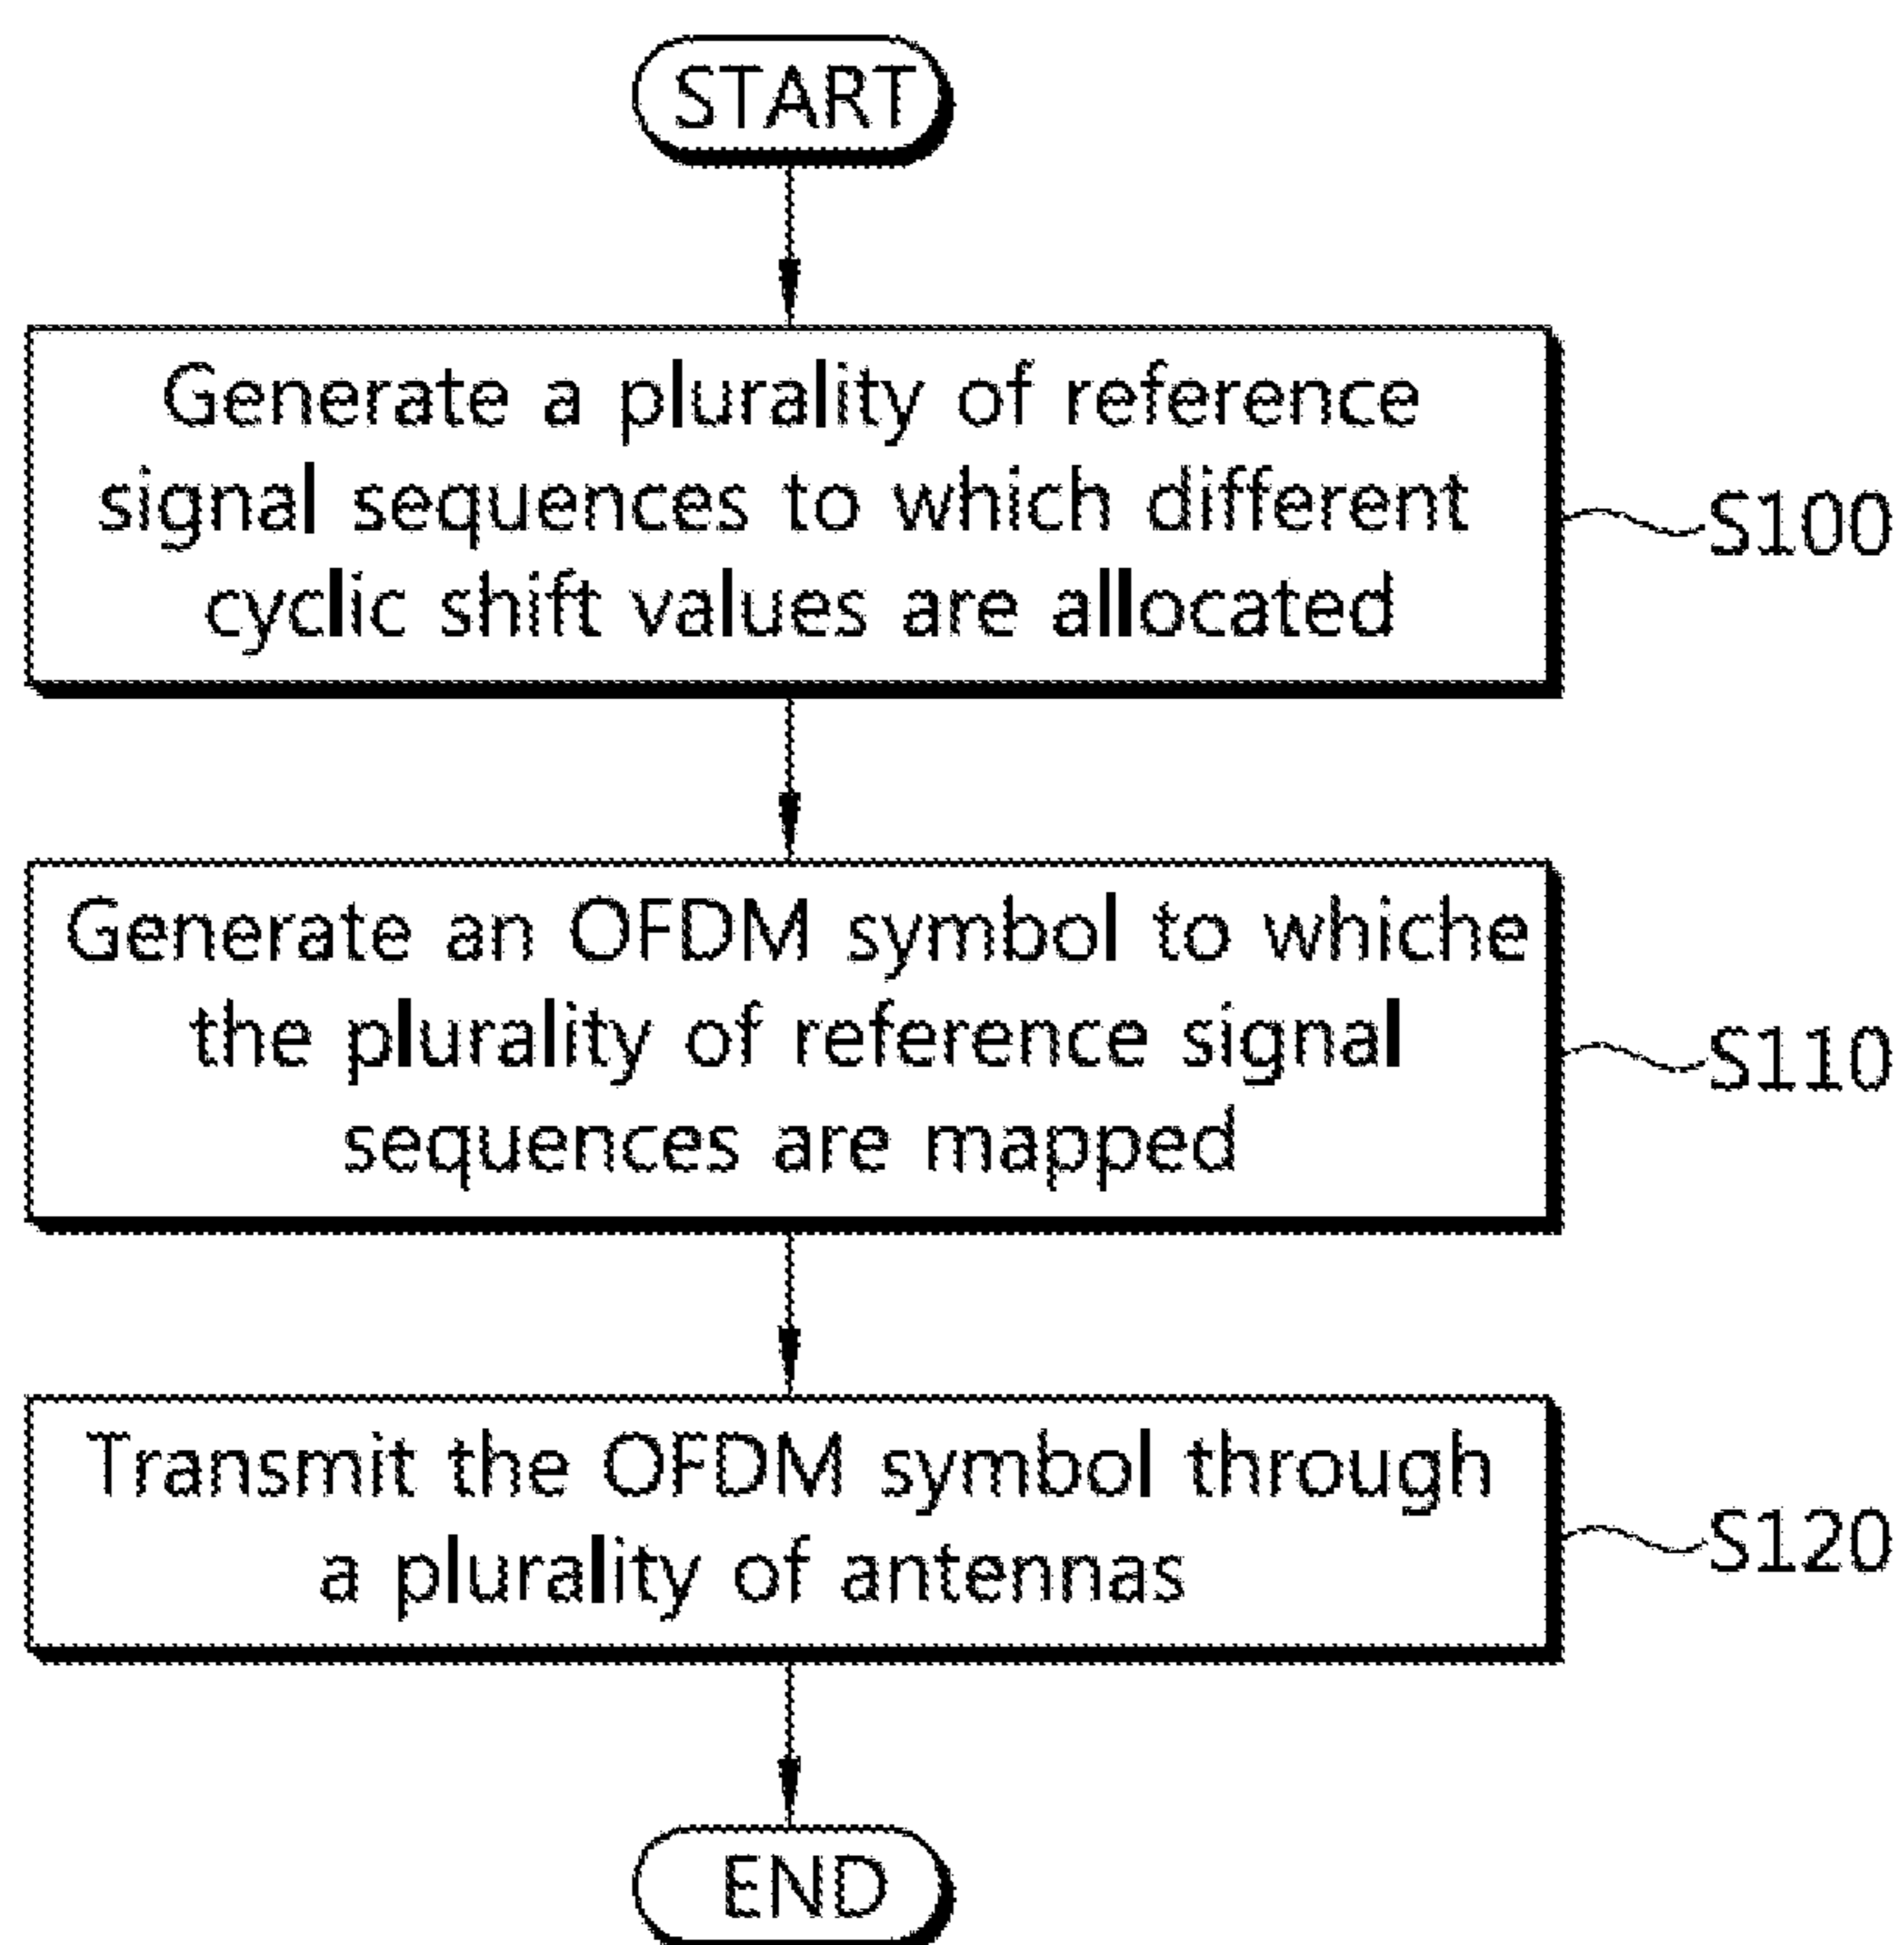 START
Generate a plurality of reference
signal sequences to which different
cyclic shift values are allocated
S100
Generate an OFDM symbol to whiche
the plurality of reference signal
sequences are mapped
S110
Transmit the OFDM symbol through
a plurality of antennas
S120
END